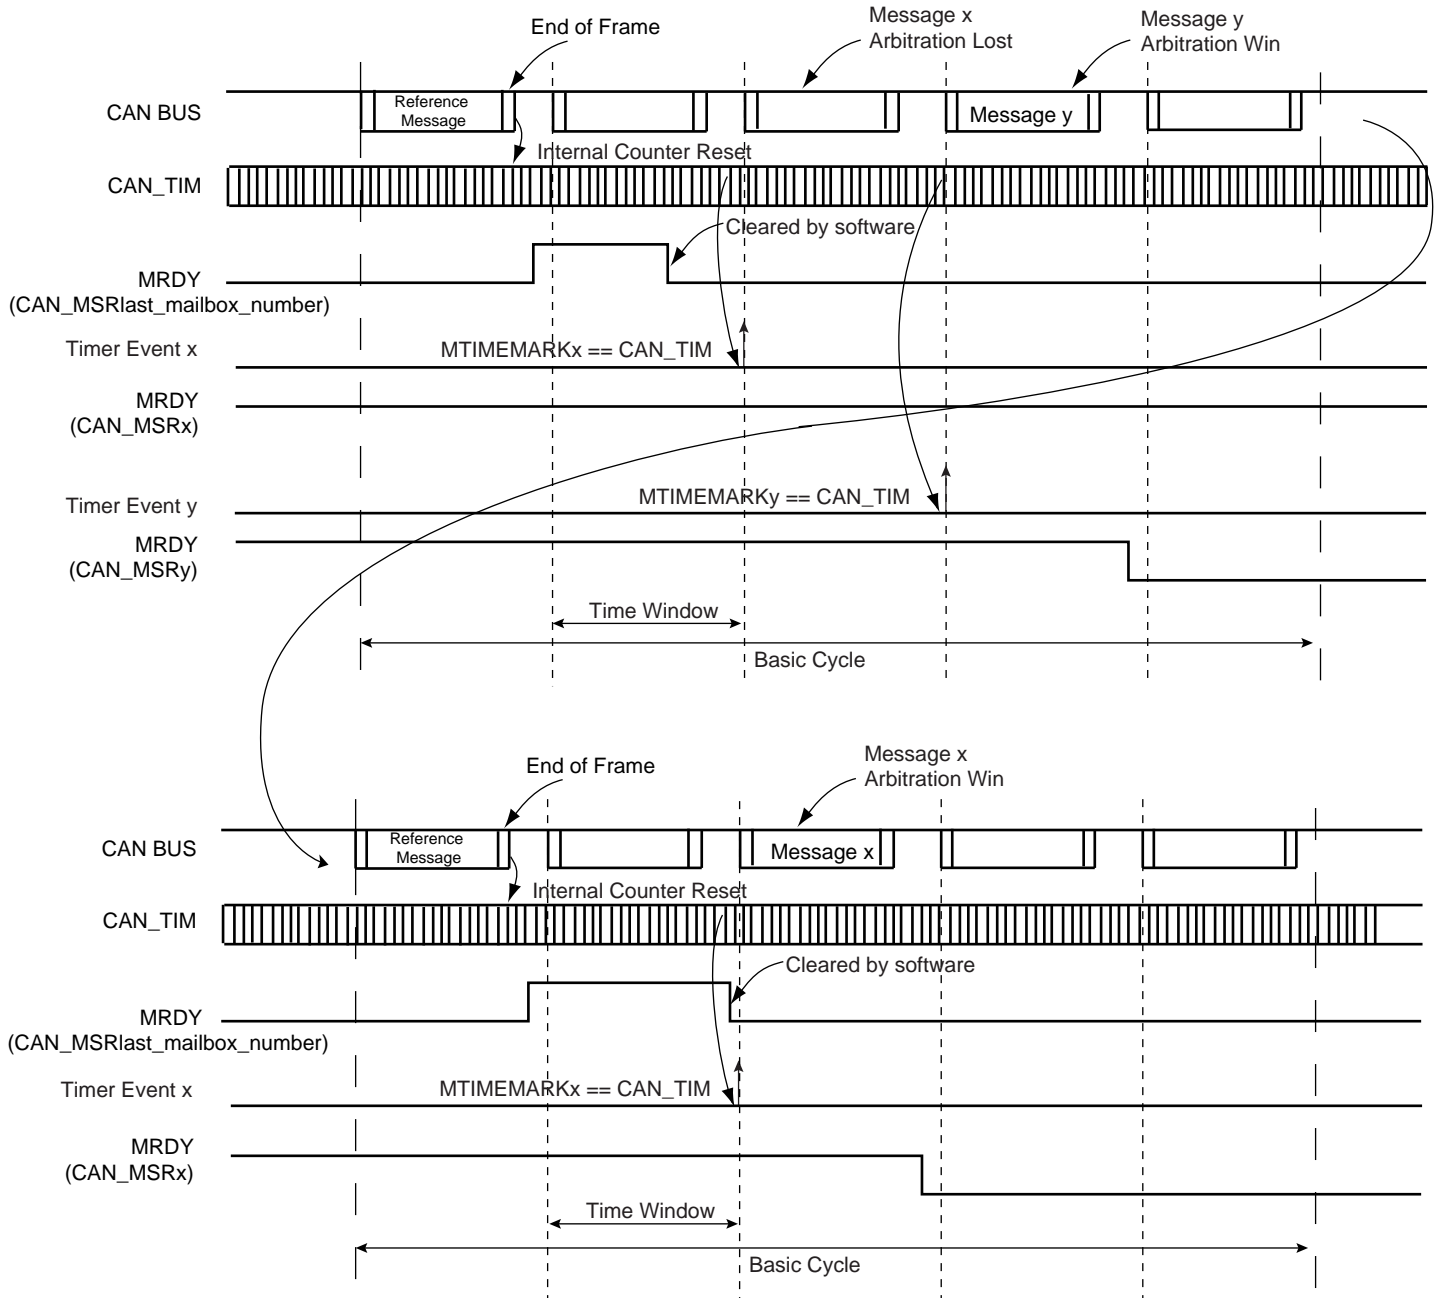 End of Frame
Message x
Arbitration Lost
Message y
Arbitration Win
CAN BUS
Reference
Message
Message y
Internal Counter Reset
CAN_TIM
Cleared by software
MRDY
(CAN_MSRlast_mailbox_number)
Timer Event x
MTIMEMARKx == CAN_TIM
MRDY
(CAN_MSRx)
Timer Event y
MTIMEMARKy == CAN_TIM
MRDY
(CAN_MSRy)
Time Window
Basic Cycle
End of Frame
Message x
Arbitration Win
CAN BUS
Reference
Message
Message x
Internal Counter Reset
CAN_TIM
Cleared by software
MRDY
(CAN_MSRlast_mailbox_number)
Timer Event x
MTIMEMARKx == CAN_TIM
MRDY
(CAN_MSRx)
Time Window
Basic Cycle